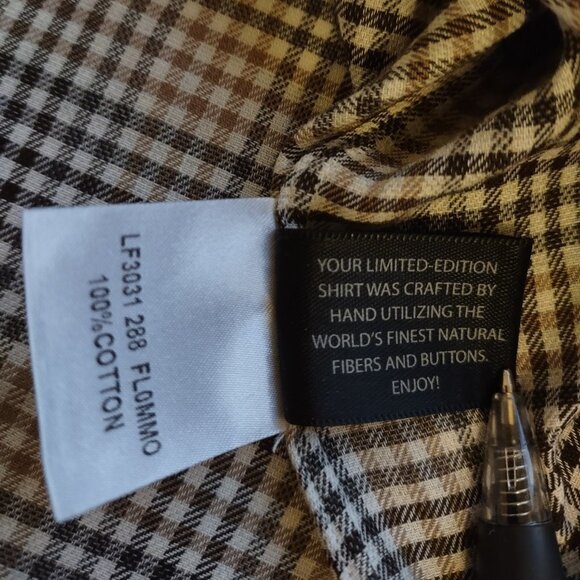 LF3031 288 FLOMMO
100%COTTON
YOUR LIMITED-EDITION
SHIRT WAS CRAFTED BY
HAND UTILIZING THE
WORLD'S FINEST NATURAL
FIBERS AND BUTTONS.
ENJOY!